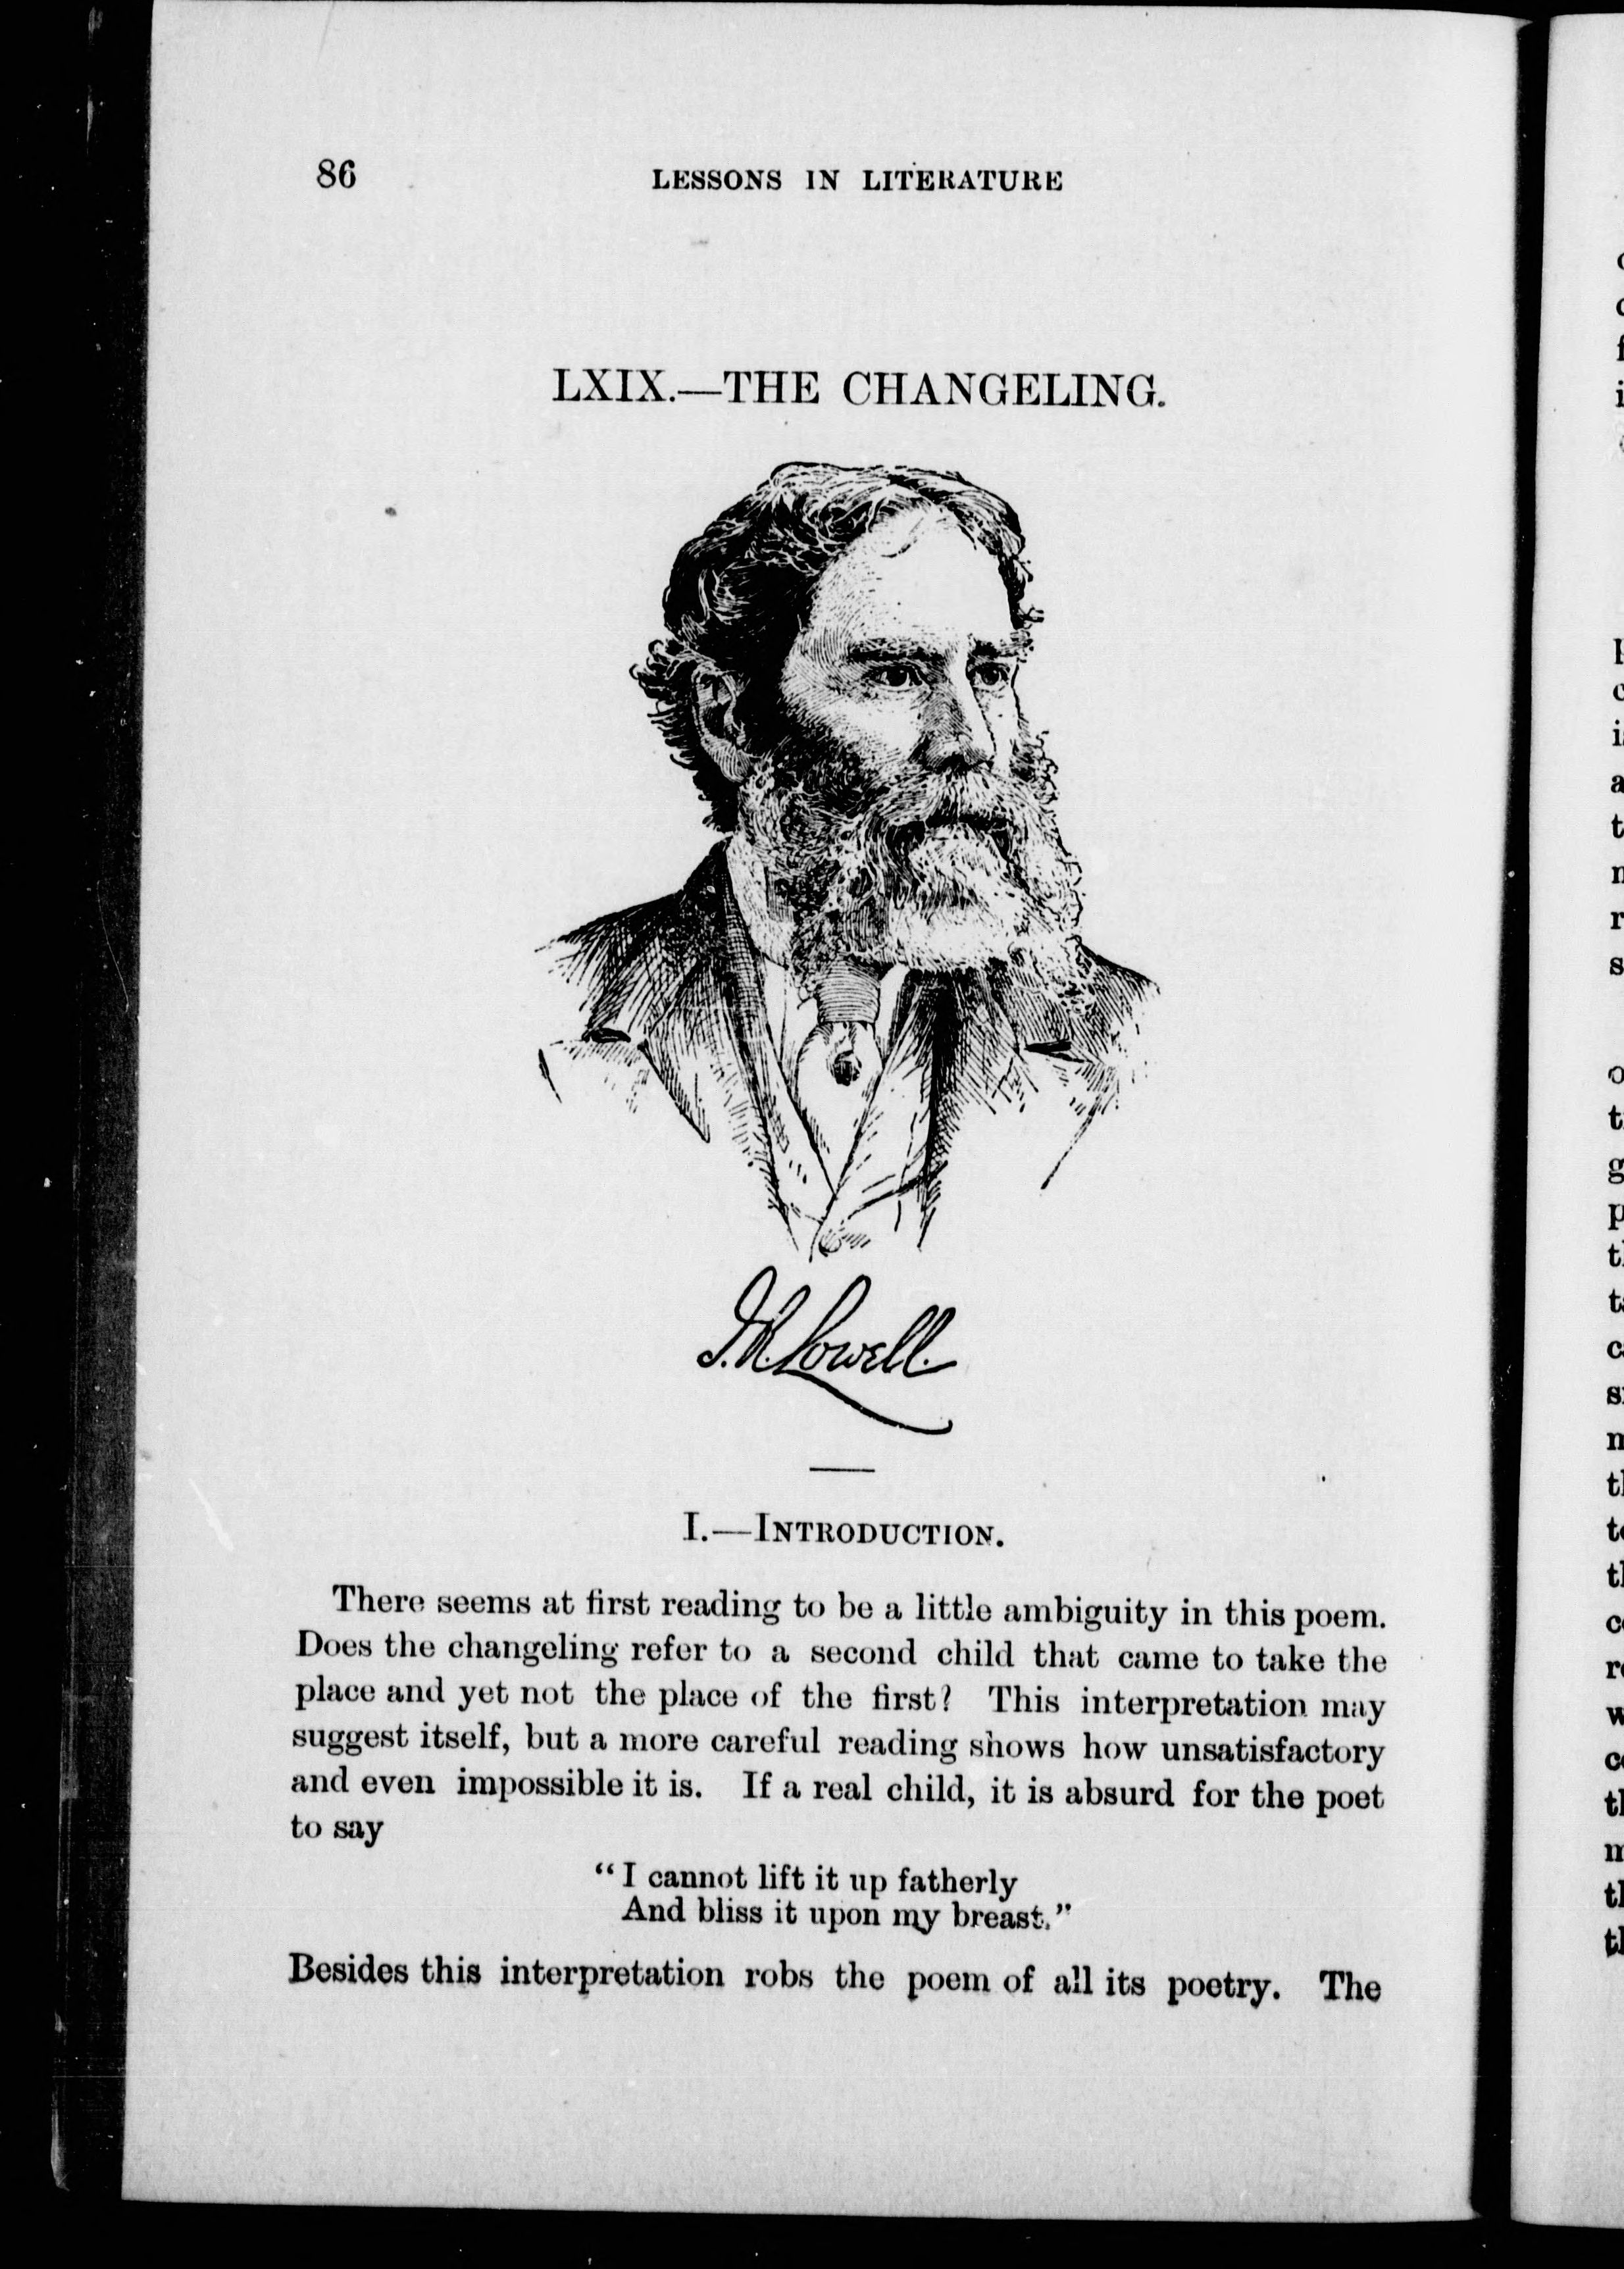 86
LESSONS IN LITERATURE
LXIX.—THE CHANGELING.
J. R. Lowell.
I.—INTRODUCTION.
There seems at first reading to be a little ambiguity in this poem.
Does the changeling refer to a second child that came to take the
place and yet not the place of the first? This interpretation may
suggest itself, but a more careful reading shows how unsatisfactory
and even impossible it is. If a real child, it is absurd for the poet
to say
“I cannot lift it up fatherly
And bliss it upon my breast.”
Besides this interpretation robs the poem of all its poetry. The